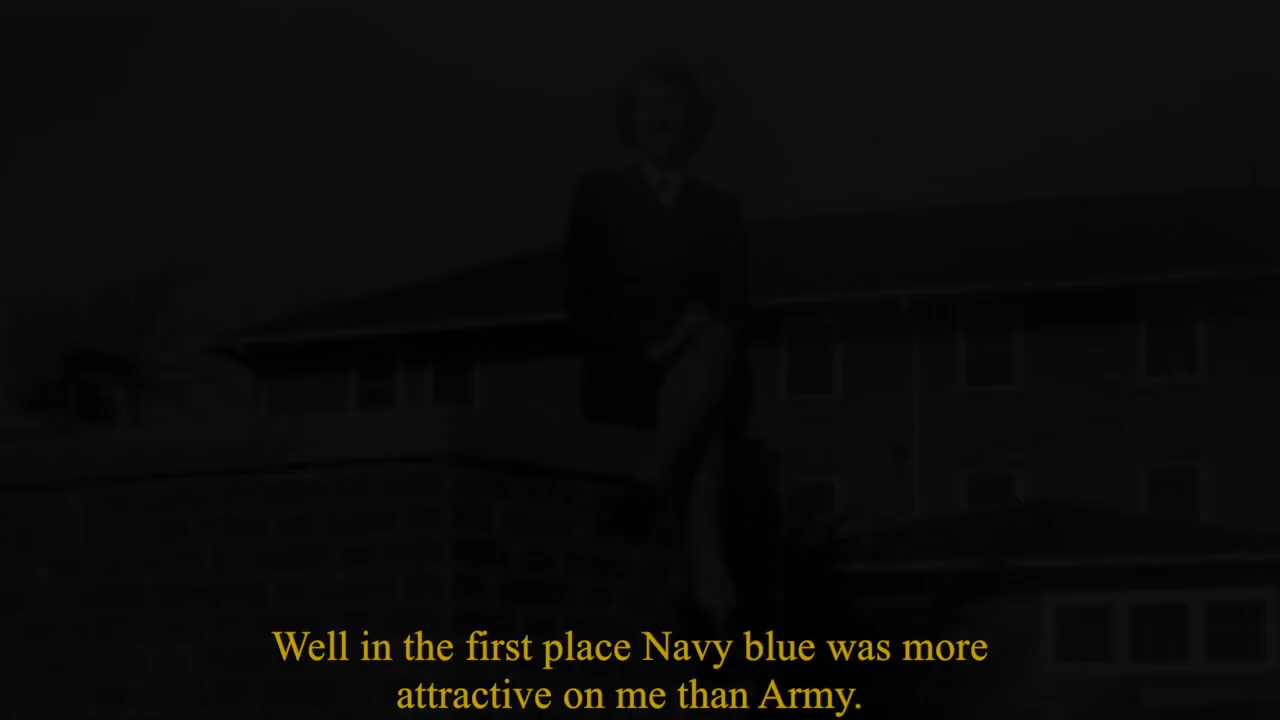 Well in the first place Navy blue was more
attractive on me than Army.